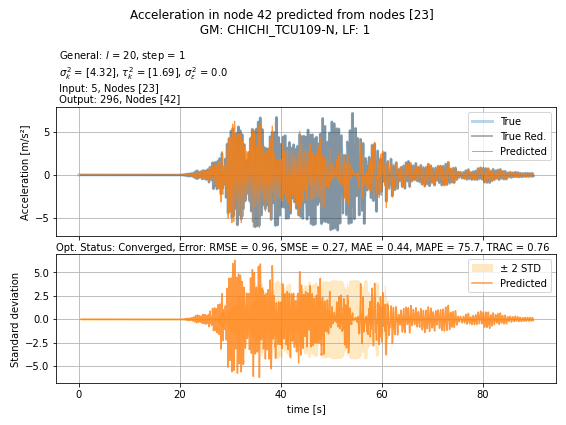 Acceleration in node 42 predicted from nodes [23]
GM: CHICHI_TCU109-N, LF: 1
General: l = 20, step = 1
σ²ₖ = [4.32], τ²ₖ = [1.69], σ²ε = 0.0
Input: 5, Nodes [23]
Output: 296, Nodes [42]
True
True Red.
Predicted
Acceleration [m/s²]
5
0
−5
Opt. Status: Converged, Error: RMSE = 0.96, SMSE = 0.27, MAE = 0.44, MAPE = 75.7, TRAC = 0.76
± 2 STD
Predicted
Standard deviation
5.0
2.5
0.0
−2.5
−5.0
0 20 40 60 80
time [s]